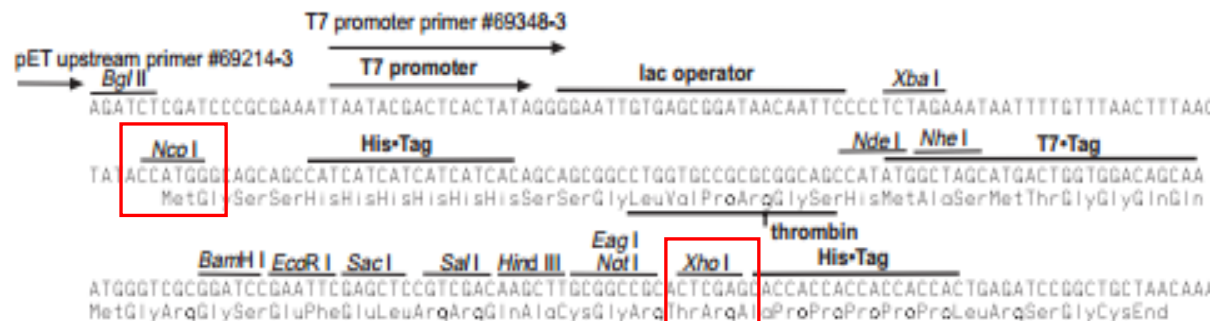 T7 promoter primer #69348-3
pET upstream primer #69214-3
Bgl II T7 promoter lac operator Xba I
AGATCTCGATCCCGCGAAATTAATACGACTCACTATAGGGGAATTGTGAGCGGATAACAATTCCCCTCTAGAAATAATTTTGTTTAACTTTAAC
Nco I His•Tag Nde I Nhe I T7•Tag
TATACCATGGGCAGCAGCCATCATCATCATCATCACAGCAGCGGCCTGGTGCCGCGCGGCAGCCATATGGCTAGCATGACTGGTGGACAGCAA
MetGlySerSerHisHisHisHisHisHisSerSerGlyLeuValProArgGlySerHisMetAlaSerMetThrGlyGlyGlnGln
thrombin
Eag I
BamH I EcoR I Sac I Sal I Hind III Not I Xho I His•Tag
ATGGGTCGCGGATCCGAATTCGAGCTCCGTCGACAAGCTTGCGGCCGCACTCGAGCACCACCACCACCACCACTGAGATCCGGCTGCTAACAAA
MetGlyArgGlySerGluPheGluLeuArgArgGlnAlaCysGlyArgThrArgAlaProProProProProLeuArgSerGlyCysEnd